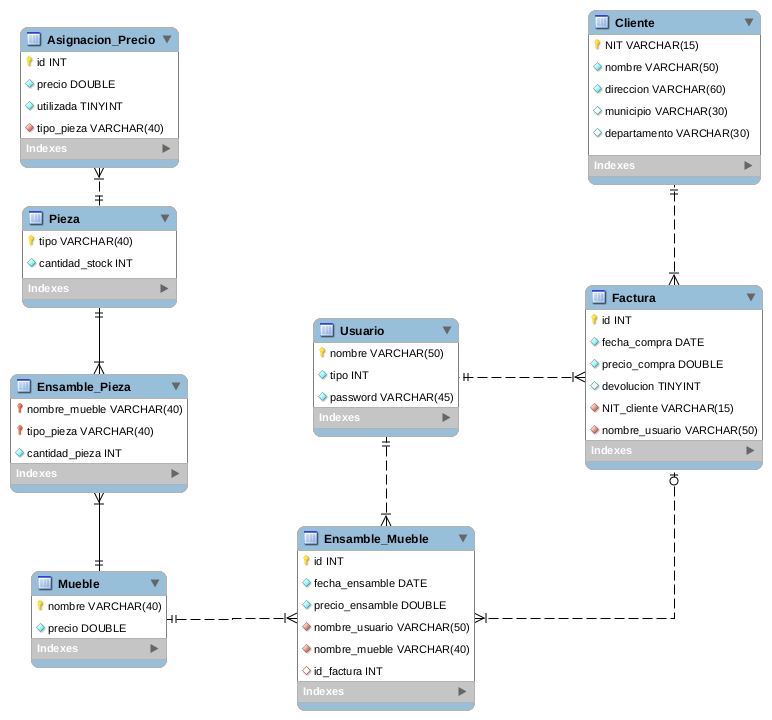 Asignacion_Precio
id INT
precio DOUBLE
utilizada TINYINT
tipo_pieza VARCHAR(40)
Indexes
Pieza
tipo VARCHAR(40)
cantidad_stock INT
Indexes
Ensamble_Pieza
nombre_mueble VARCHAR(40)
tipo_pieza VARCHAR(40)
cantidad_pieza INT
Indexes
Mueble
nombre VARCHAR(40)
precio DOUBLE
Indexes
Usuario
nombre VARCHAR(50)
tipo INT
password VARCHAR(45)
Indexes
Ensamble_Mueble
id INT
fecha_ensamble DATE
precio_ensamble DOUBLE
nombre_usuario VARCHAR(50)
nombre_mueble VARCHAR(40)
id_factura INT
Indexes
Cliente
NIT VARCHAR(15)
nombre VARCHAR(50)
direccion VARCHAR(60)
municipio VARCHAR(30)
departamento VARCHAR(30)
Indexes
Factura
id INT
fecha_compra DATE
precio_compra DOUBLE
devolucion TINYINT
NIT_cliente VARCHAR(15)
nombre_usuario VARCHAR(50)
Indexes